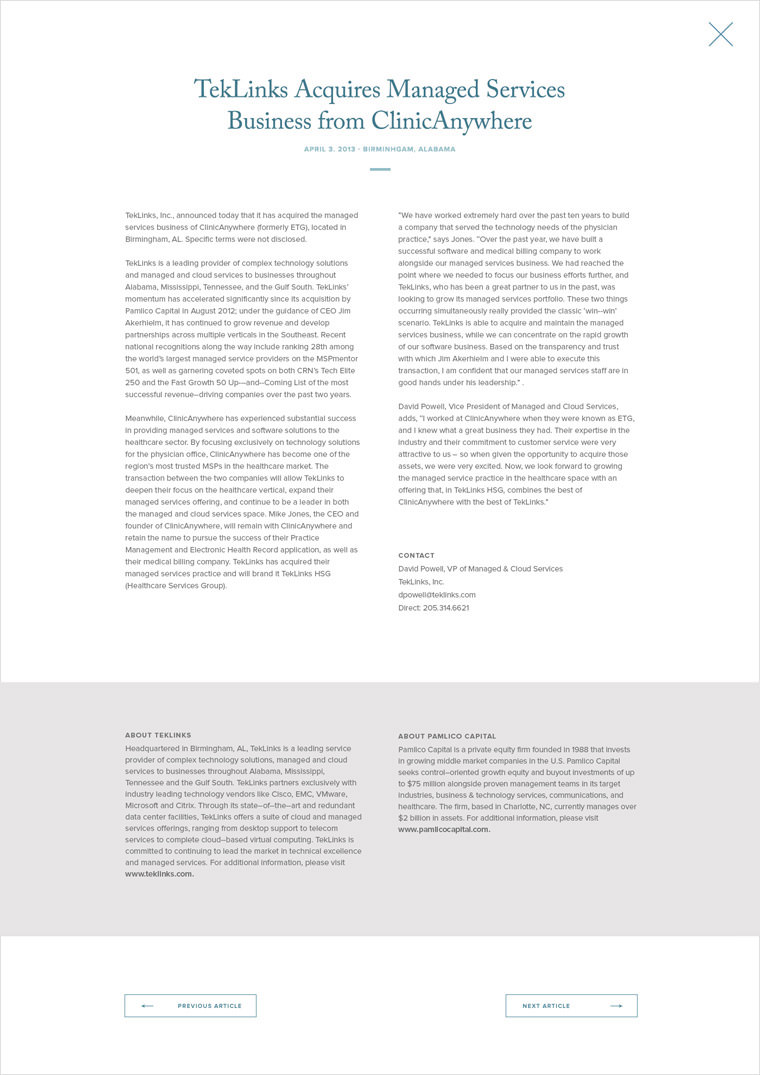 TekLinks Acquires Managed Services
Business from ClinicAnywhere
APRIL 3, 2013 - BIRMINHGAM, ALABAMA
TekLinks, Inc., announced today that it has acquired the managed
services business of ClinicAnywhere (formerly ETG), located in
Birmingham, AL. Specific terms were not disclosed.
TekLinks is a leading provider of complex technology solutions
and managed and cloud services to businesses throughout
Alabama, Mississippi, Tennessee, and the Gulf South. TekLinks'
momentum has accelerated significantly since its acquisition by
Pamlico Capital in August 2012; under the guidance of CEO Jim
Akerhielm, it has continued to grow revenue and develop
partnerships across multiple verticals in the Southeast. Recent
national recognitions along the way include ranking 28th among
the world's largest managed service providers on the MSPmentor
501, as well as garnering coveted spots on both CRN's Tech Elite
250 and the Fast Growth 50 Up-–and–-Coming List of the most
successful revenue–driving companies over the past two years.
Meanwhile, ClinicAnywhere has experienced substantial success
in providing managed services and software solutions to the
healthcare sector. By focusing exclusively on technology solutions
for the physician office, ClinicAnywhere has become one of the
region's most trusted MSPs in the healthcare market. The
transaction between the two companies will allow TekLinks to
deepen their focus on the healthcare vertical, expand their
managed services offering, and continue to be a leader in both
the managed and cloud services space. Mike Jones, the CEO and
founder of ClinicAnywhere, will remain with ClinicAnywhere and
retain the name to pursue the success of their Practice
Management and Electronic Health Record application, as well as
their medical billing company. TekLinks has acquired their
managed services practice and will brand it TekLinks HSG
(Healthcare Services Group).
"We have worked extremely hard over the past ten years to build
a company that served the technology needs of the physician
practice," says Jones. "Over the past year, we have built a
successful software and medical billing company to work
alongside our managed services business. We had reached the
point where we needed to focus our business efforts further, and
TekLinks, who has been a great partner to us in the past, was
looking to grow its managed services portfolio. These two things
occurring simultaneously really provided the classic 'win-–win'
scenario. TekLinks is able to acquire and maintain the managed
services business, while we can concentrate on the rapid growth
of our software business. Based on the transparency and trust
with which Jim Akerhielm and I were able to execute this
transaction, I am confident that our managed services staff are in
good hands under his leadership." .
David Powell, Vice President of Managed and Cloud Services,
adds, "I worked at ClinicAnywhere when they were known as ETG,
and I knew what a great business they had. Their expertise in the
industry and their commitment to customer service were very
attractive to us – so when given the opportunity to acquire those
assets, we were very excited. Now, we look forward to growing
the managed service practice in the healthcare space with an
offering that, in TekLinks HSG, combines the best of
ClinicAnywhere with the best of TekLinks."
CONTACT
David Powell, VP of Managed & Cloud Services
TekLinks, Inc.
dpowell@teklinks.com
Direct: 205.314.6621
ABOUT TEKLINKS
Headquartered in Birmingham, AL, TekLinks is a leading service
provider of complex technology solutions, managed and cloud
services to businesses throughout Alabama, Mississippi,
Tennessee and the Gulf South. TekLinks partners exclusively with
industry leading technology vendors like Cisco, EMC, VMware,
Microsoft and Citrix. Through its state–of–the–art and redundant
data center facilities, TekLinks offers a suite of cloud and managed
services offerings, ranging from desktop support to telecom
services to complete cloud–based virtual computing. TekLinks is
committed to continuing to lead the market in technical excellence
and managed services. For additional information, please visit
www.teklinks.com.
ABOUT PAMLICO CAPITAL
Pamlico Capital is a private equity firm founded in 1988 that invests
in growing middle market companies in the U.S. Pamlico Capital
seeks control–oriented growth equity and buyout investments of up
to $75 million alongside proven management teams in its target
industries, business & technology services, communications, and
healthcare. The firm, based in Charlotte, NC, currently manages over
$2 billion in assets. For additional information, please visit
www.pamlicocapital.com.
PREVIOUS ARTICLE
NEXT ARTICLE